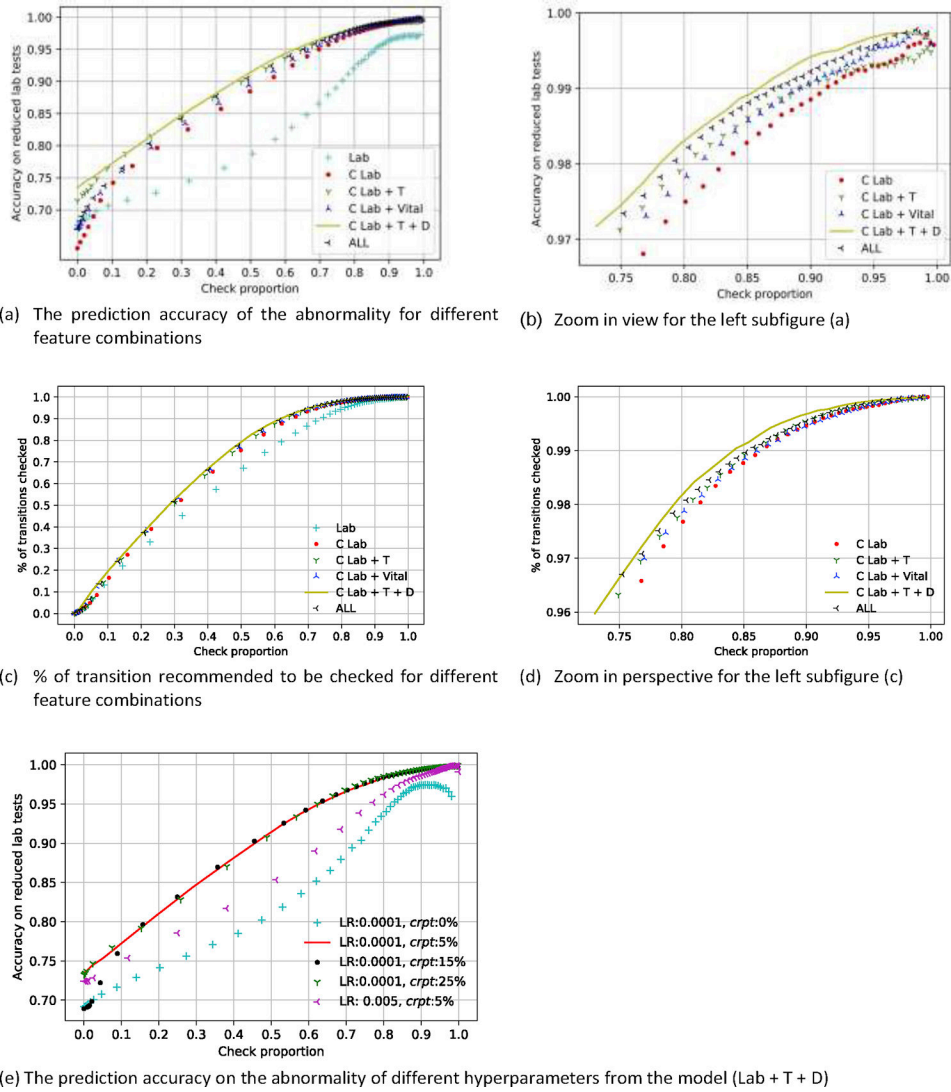 1.00
0.95
0.90
0.85
0.80
0.75
0.70
Accuracy on reduced lab tests
Lab
C Lab
C Lab + T
C Lab + Vital
C Lab + T + D
ALL
0.0 0.1 0.2 0.3 0.4 0.5 0.6 0.7 0.8 0.9 1.0
Check proportion
(a) The prediction accuracy of the abnormality for different
feature combinations
1.00
0.99
0.98
0.97
Accuracy on reduced lab tests
C Lab
C Lab + T
C Lab + Vital
C Lab + T + D
ALL
0.75 0.80 0.85 0.90 0.95 1.00
Check proportion
(b) Zoom in view for the left subfigure (a)
1.0
0.9
0.8
0.7
0.6
0.5
0.4
0.3
0.2
0.1
0.0
% of transitions checked
Lab
C Lab
C Lab + T
C Lab + Vital
C Lab + T + D
ALL
0.0 0.1 0.2 0.3 0.4 0.5 0.6 0.7 0.8 0.9 1.0
Check proportion
(c) % of transition recommended to be checked for different
feature combinations
1.00
0.99
0.98
0.97
0.96
% of transitions checked
C Lab
C Lab + T
C Lab + Vital
C Lab + T + D
ALL
0.75 0.80 0.85 0.90 0.95 1.00
Check proportion
(d) Zoom in perspective for the left subfigure (c)
1.00
0.95
0.90
0.85
0.80
0.75
0.70
Accuracy on reduced lab tests
LR:0.0001, crpt:0%
LR:0.0001, crpt:5%
LR:0.0001, crpt:15%
LR:0.0001, crpt:25%
LR: 0.005, crpt:5%
0.0 0.1 0.2 0.3 0.4 0.5 0.6 0.7 0.8 0.9 1.0
Check proportion
(e) The prediction accuracy on the abnormality of different hyperparameters from the model (Lab + T + D)